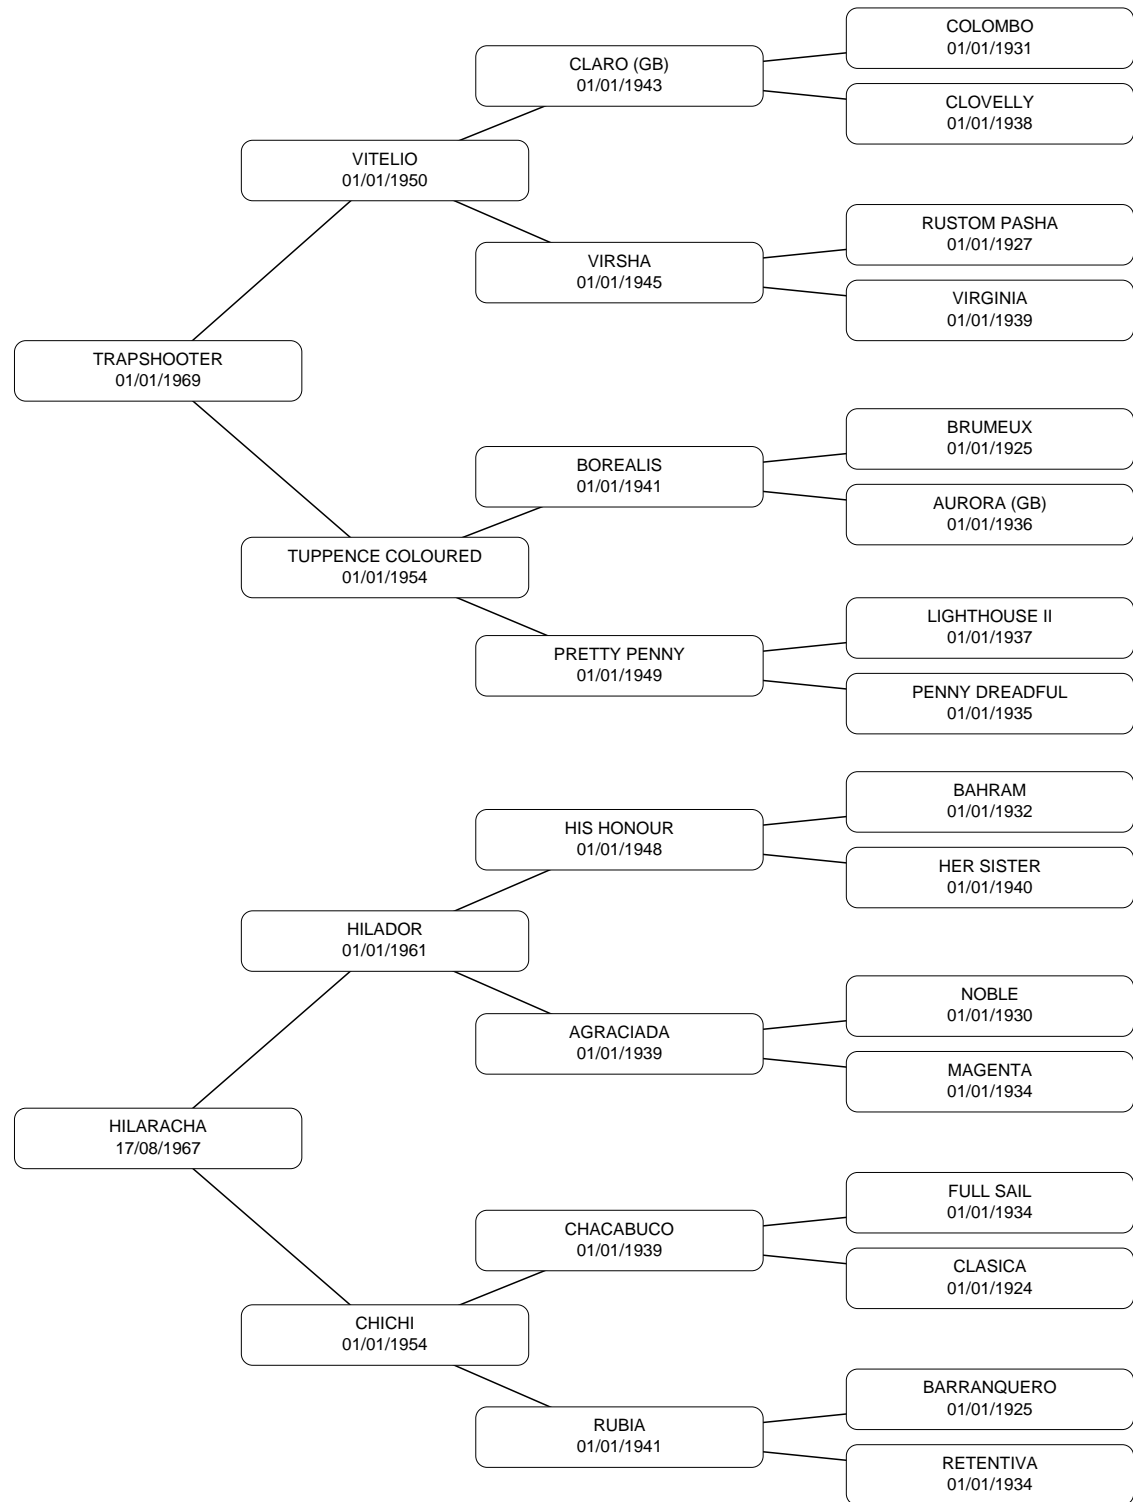 COLOMBO
01/01/1931
CLARO (GB)
01/01/1943
CLOVELLY
01/01/1938
VITELIO
01/01/1950
RUSTOM PASHA
01/01/1927
VIRSHA
01/01/1945
VIRGINIA
01/01/1939
TRAPSHOOTER
01/01/1969
BRUMEUX
01/01/1925
BOREALIS
01/01/1941
AURORA (GB)
01/01/1936
TUPPENCE COLOURED
01/01/1954
LIGHTHOUSE II
01/01/1937
PRETTY PENNY
01/01/1949
PENNY DREADFUL
01/01/1935
BAHRAM
01/01/1932
HIS HONOUR
01/01/1948
HER SISTER
01/01/1940
HILADOR
01/01/1961
NOBLE
01/01/1930
AGRACIADA
01/01/1939
MAGENTA
01/01/1934
HILARACHA
17/08/1967
FULL SAIL
01/01/1934
CHACABUCO
01/01/1939
CLASICA
01/01/1924
CHICHI
01/01/1954
BARRANQUERO
01/01/1925
RUBIA
01/01/1941
RETENTIVA
01/01/1934